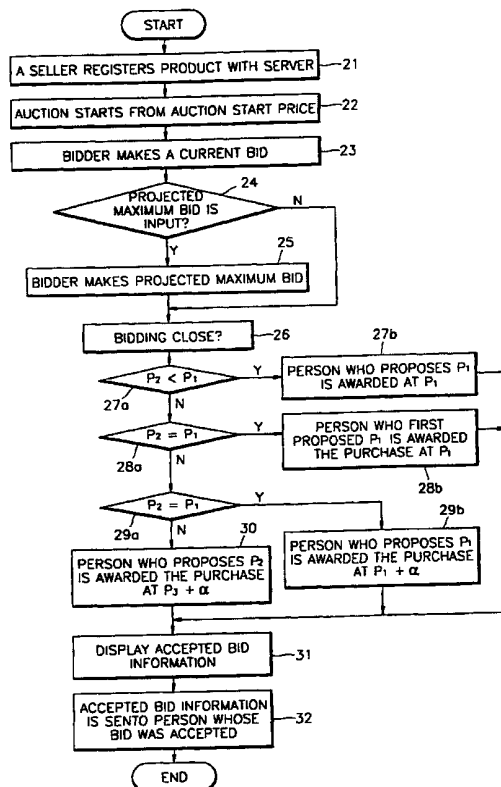 START
A SELLER REGISTERS PRODUCT WITH SERVER
21
AUCTION STARTS FROM AUCTION START PRICE
22
BIDDER MAKES A CURRENT BID
23
24
PROJECTED
MAXIMUM BID IS
INPUT?
N
Y
25
BIDDER MAKES PROJECTED MAXIMUM BID
BIDDING CLOSE?
26
27b
P2 < P1
Y
PERSON WHO PROPOSES P1
IS AWARDED AT P1
27a
N
P2 = P1
Y
PERSON WHO FIRST
PROPOSED P1 IS AWARDED
THE PURCHASE AT P1
28a
N
28b
P2 = P1
Y
29a
N
30
29b
PERSON WHO PROPOSES P2
IS AWARDED THE PURCHASE
AT P3 + α
PERSON WHO PROPOSES P1
IS AWARDED THE PURCHASE
AT P1 + α
DISPLAY ACCEPTED BID
INFORMATION
31
ACCEPTED BID INFORMATION
IS SENTO PERSON WHOSE
BID WAS ACCEPTED
32
END